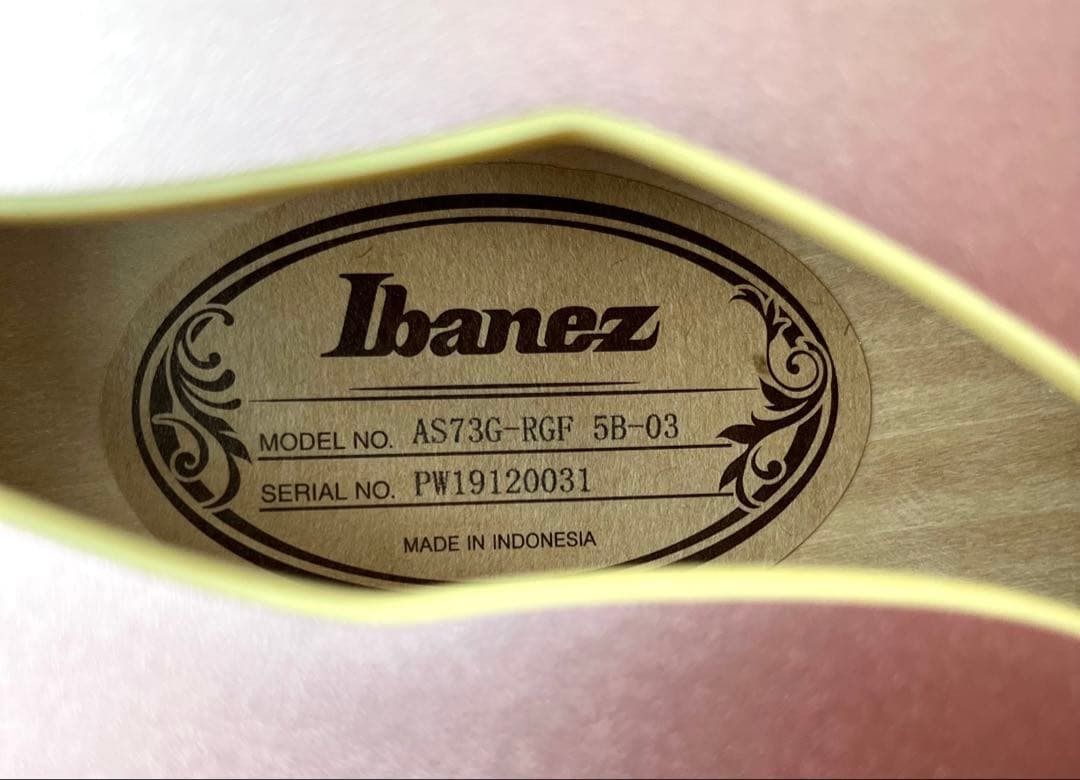 Ibanez
MODEL NO. AS73G-RGF 5B-03
SERIAL NO. PW19120031
MADE IN INDONESIA